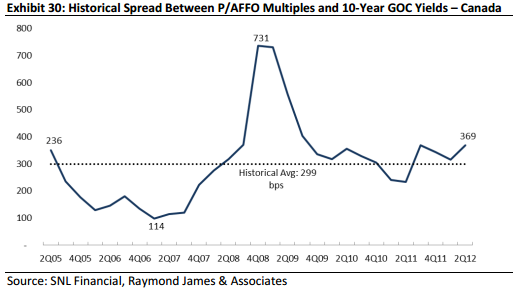 Exhibit 30: Historical Spread Between P/AFFO Multiples and 10-Year GOC Yields – Canada
800
731
700
600
500
400
236
369
300
Historical Avg: 299
bps
200
100
114
-
2Q05 4Q05 2Q06 4Q06 2Q07 4Q07 2Q08 4Q08 2Q09 4Q09 2Q10 4Q10 2Q11 4Q11 2Q12
Source: SNL Financial, Raymond James & Associates